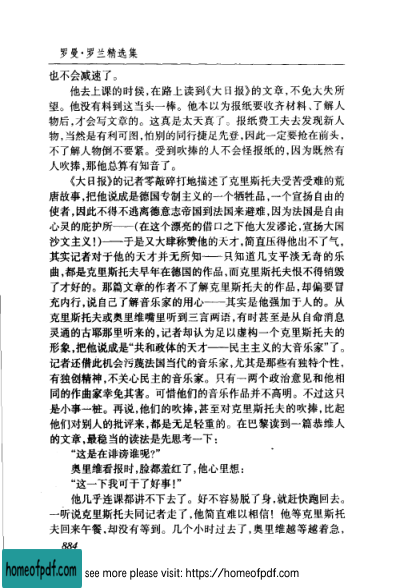 罗曼·罗兰精选集
也不会减速了。
他去上课的时候,在路上读到《大日报》的文章,不免大失所
望。他没有料到这当头一棒。他本以为报纸要收齐材料、了解人
物后,才会写文章的。这真是太天真了。报纸费工夫去发现新人
物,当然是有利可图,怕别的同行捷足先登,因此一定要抢在前头,
不了解人物倒不要紧。受到吹捧的人不会怪报纸的,因为既然有
人吹捧,那他总算有知音了。
《大日报》的记者零敲碎打地描述了克里斯托夫受苦受难的荒
唐故事,把他说成是德国专制主义的一个牺牲品,一个宣扬自由的
使者,因此不得不逃离德意志帝国到法国来避难,因为法国是自由
心灵的庇护所——(在这个漂亮的借口之下他大发谬论,宣扬大国
沙文主义!)——于是又大肆称赞他的天才,简直压得他出不了气,
其实记者对于他的天才并无所知——只知道几支平淡无奇的乐
曲,都是克里斯托夫早年在德国的作品,而克里斯托夫恨不得销毁
了才好的。那篇文章的作者不了解克里斯托夫的作品,却偏要冒
充内行,说自己了解音乐家的用心——其实是他强加于人的。从
克里斯托夫或奥里维嘴里听到三言两语,有时甚至是从自命消息
灵通的古耶那里听来的,记者却认为足以虚构一个克里斯托夫的
形象,把他说成是“共和政体的天才——民主主义的大音乐家”了。
记者还借此机会污蔑法国当代的音乐家,尤其是那些有独特个性,
有独创精神,不关心民主的音乐家。只有一两个政治意见和他相
同的作曲家幸免其害。可惜他们的音乐作品并不高明。不过这只
是小事一桩。再说,他们的吹捧,甚至对克里斯托夫的吹捧,比起
他们对别人的批评来,都是无足轻重的。在巴黎读到一篇恭维人
的文章,最稳当的读法是先思考一下:
“这是在诽谤谁呢?”
奥里维看报时,脸都羞红了,他心里想:
“这一下我可干了好事!”
他几乎连课都讲不下去了。好不容易脱了身,就赶快跑回去。
一听说克里斯托夫同记者走了,他简直难以相信!他等克里斯托
夫回来午餐,却没有等到。几个小时过去了,奥里维越等越着急,
884
homeofpdf.com
see more please visit: https://homeofpdf.com